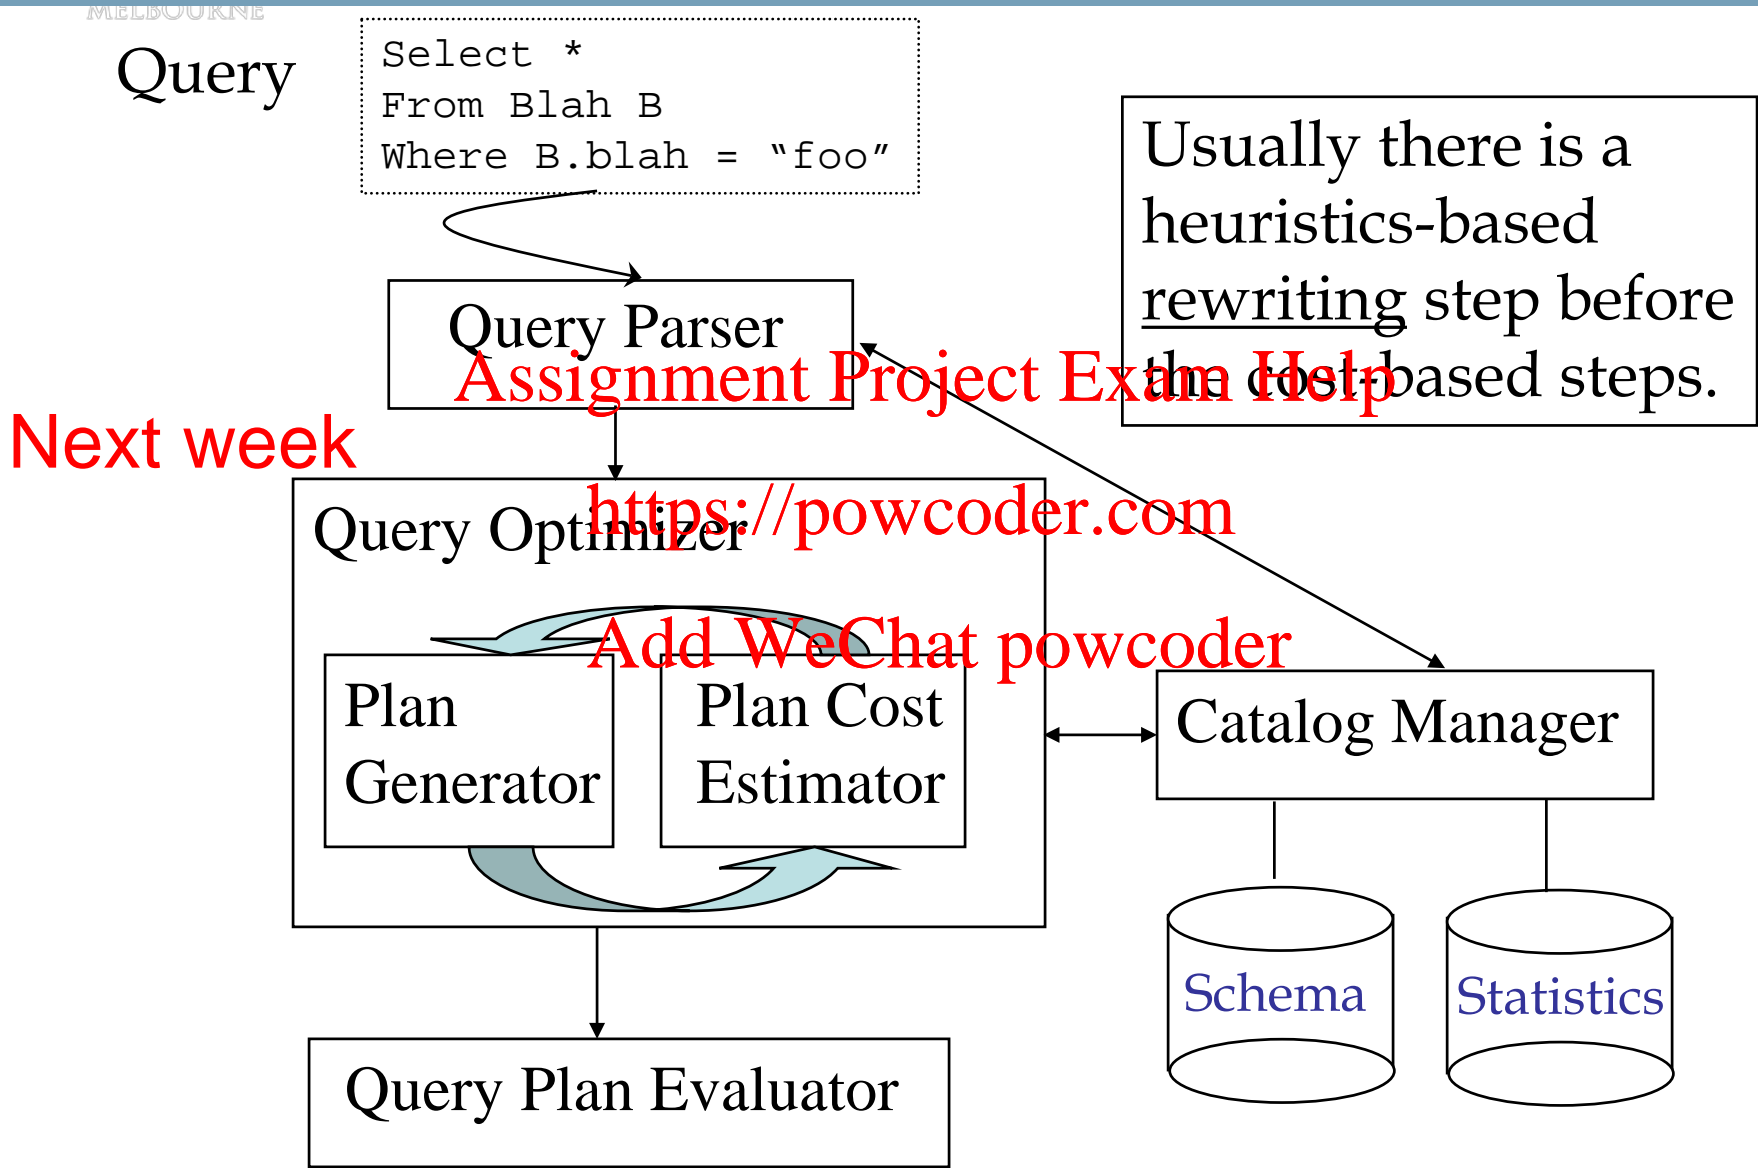 MELBOURNE
Query
Select *
From Blah B
Where B.blah = “foo”
Usually there is a
heuristics-based
rewriting step before
the cost-based steps.
Query Parser
Assignment Project Exam Help
Next week
Query Optimizer
https://powcoder.com
Add WeChat powcoder
Plan
Generator
Plan Cost
Estimator
Catalog Manager
Schema
Statistics
Query Plan Evaluator